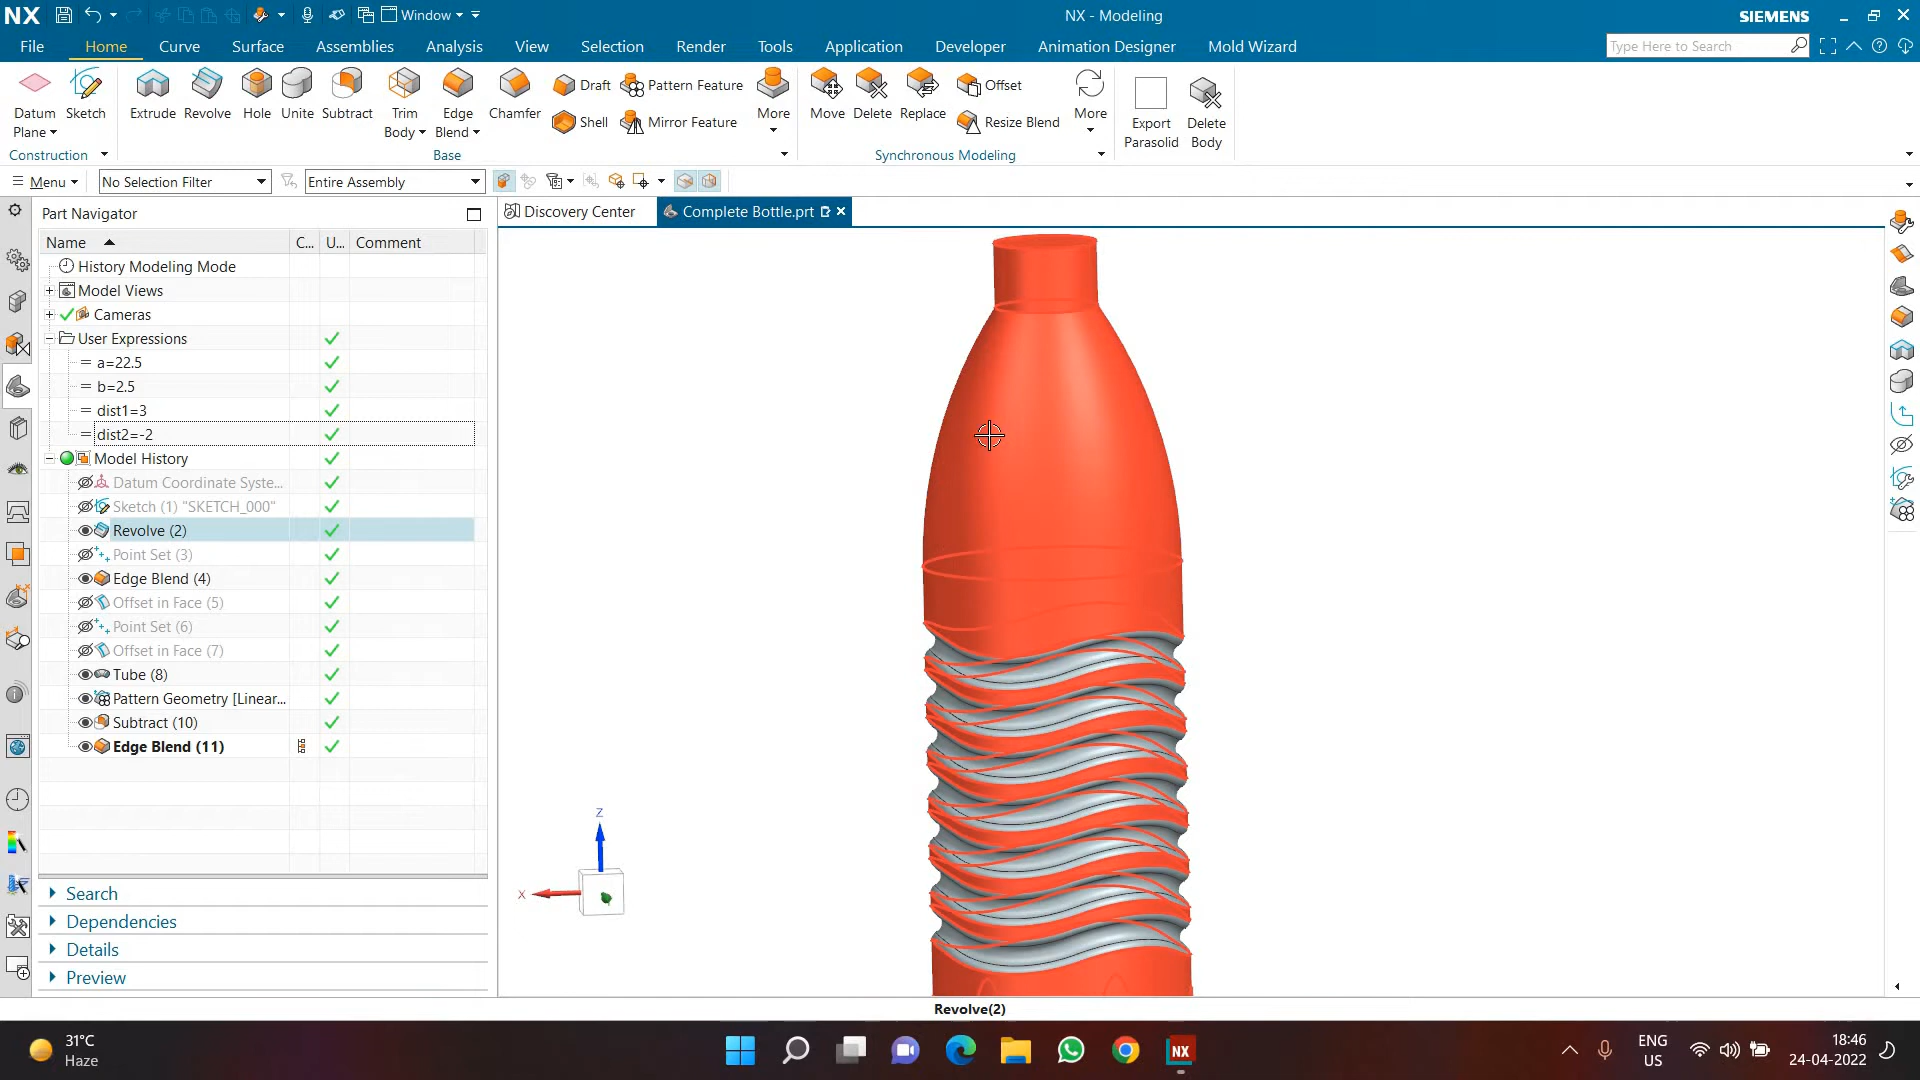 NX Window NX - Modeling SIEMENS
File Home Curve Surface Assemblies Analysis View Selection Render Tools Application Developer Animation Designer Mold Wizard Type Here to Search
Datum Plane Sketch Extrude Revolve Hole Unite Subtract Trim Body Edge Blend Chamfer Draft Shell Pattern Feature Mirror Feature More Move Delete Replace Offset Resize Blend More Export Parasolid Delete Body
Construction Base Synchronous Modeling
Menu No Selection Filter Entire Assembly
Part Navigator Discovery Center Complete Bottle.prt
Name C... U... Comment
History Modeling Mode
Model Views
Cameras
User Expressions
a=22.5
b=2.5
dist1=3
dist2=-2
Model History
Datum Coordinate Syste...
Sketch (1) "SKETCH_000"
Revolve (2)
Point Set (3)
Edge Blend (4)
Offset in Face (5)
Point Set (6)
Offset in Face (7)
Tube (8)
Pattern Geometry [Linear...
Subtract (10)
Edge Blend (11)
Z
X
Search
Dependencies
Details
Preview
Revolve(2)
31°C
Haze
NX
ENG
US
18:46
24-04-2022